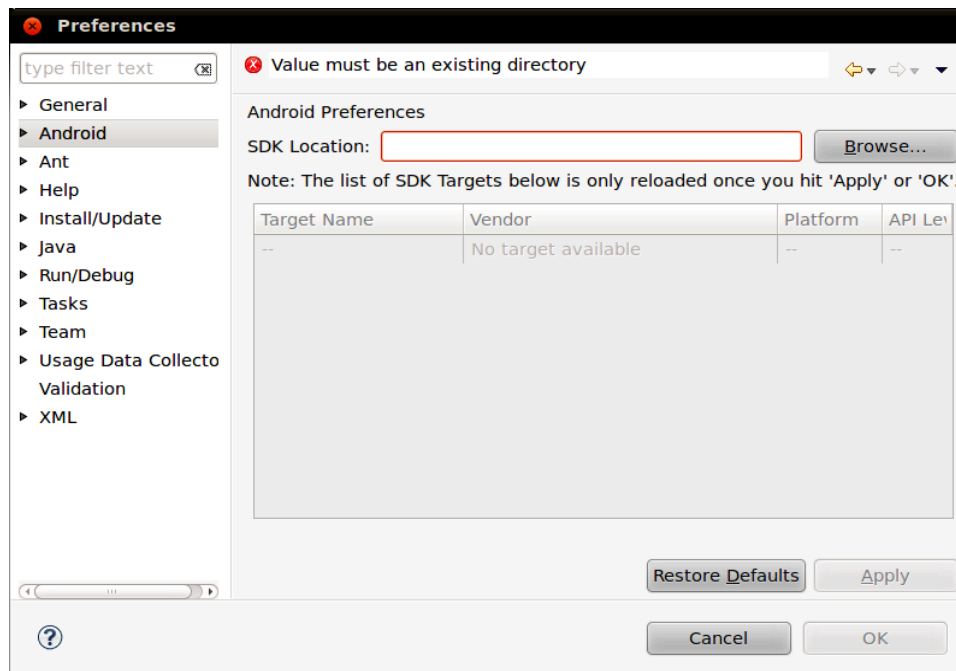 Preferences
type filter text
General
Android
Ant
Help
Install/Update
Java
Run/Debug
Tasks
Team
Usage Data Collecto
Validation
XML
Value must be an existing directory
Android Preferences
SDK Location: Browse...
Note: The list of SDK Targets below is only reloaded once you hit 'Apply' or 'OK'.
Target Name Vendor Platform API Lev
-- No target available -- --
Restore Defaults Apply
? Cancel OK